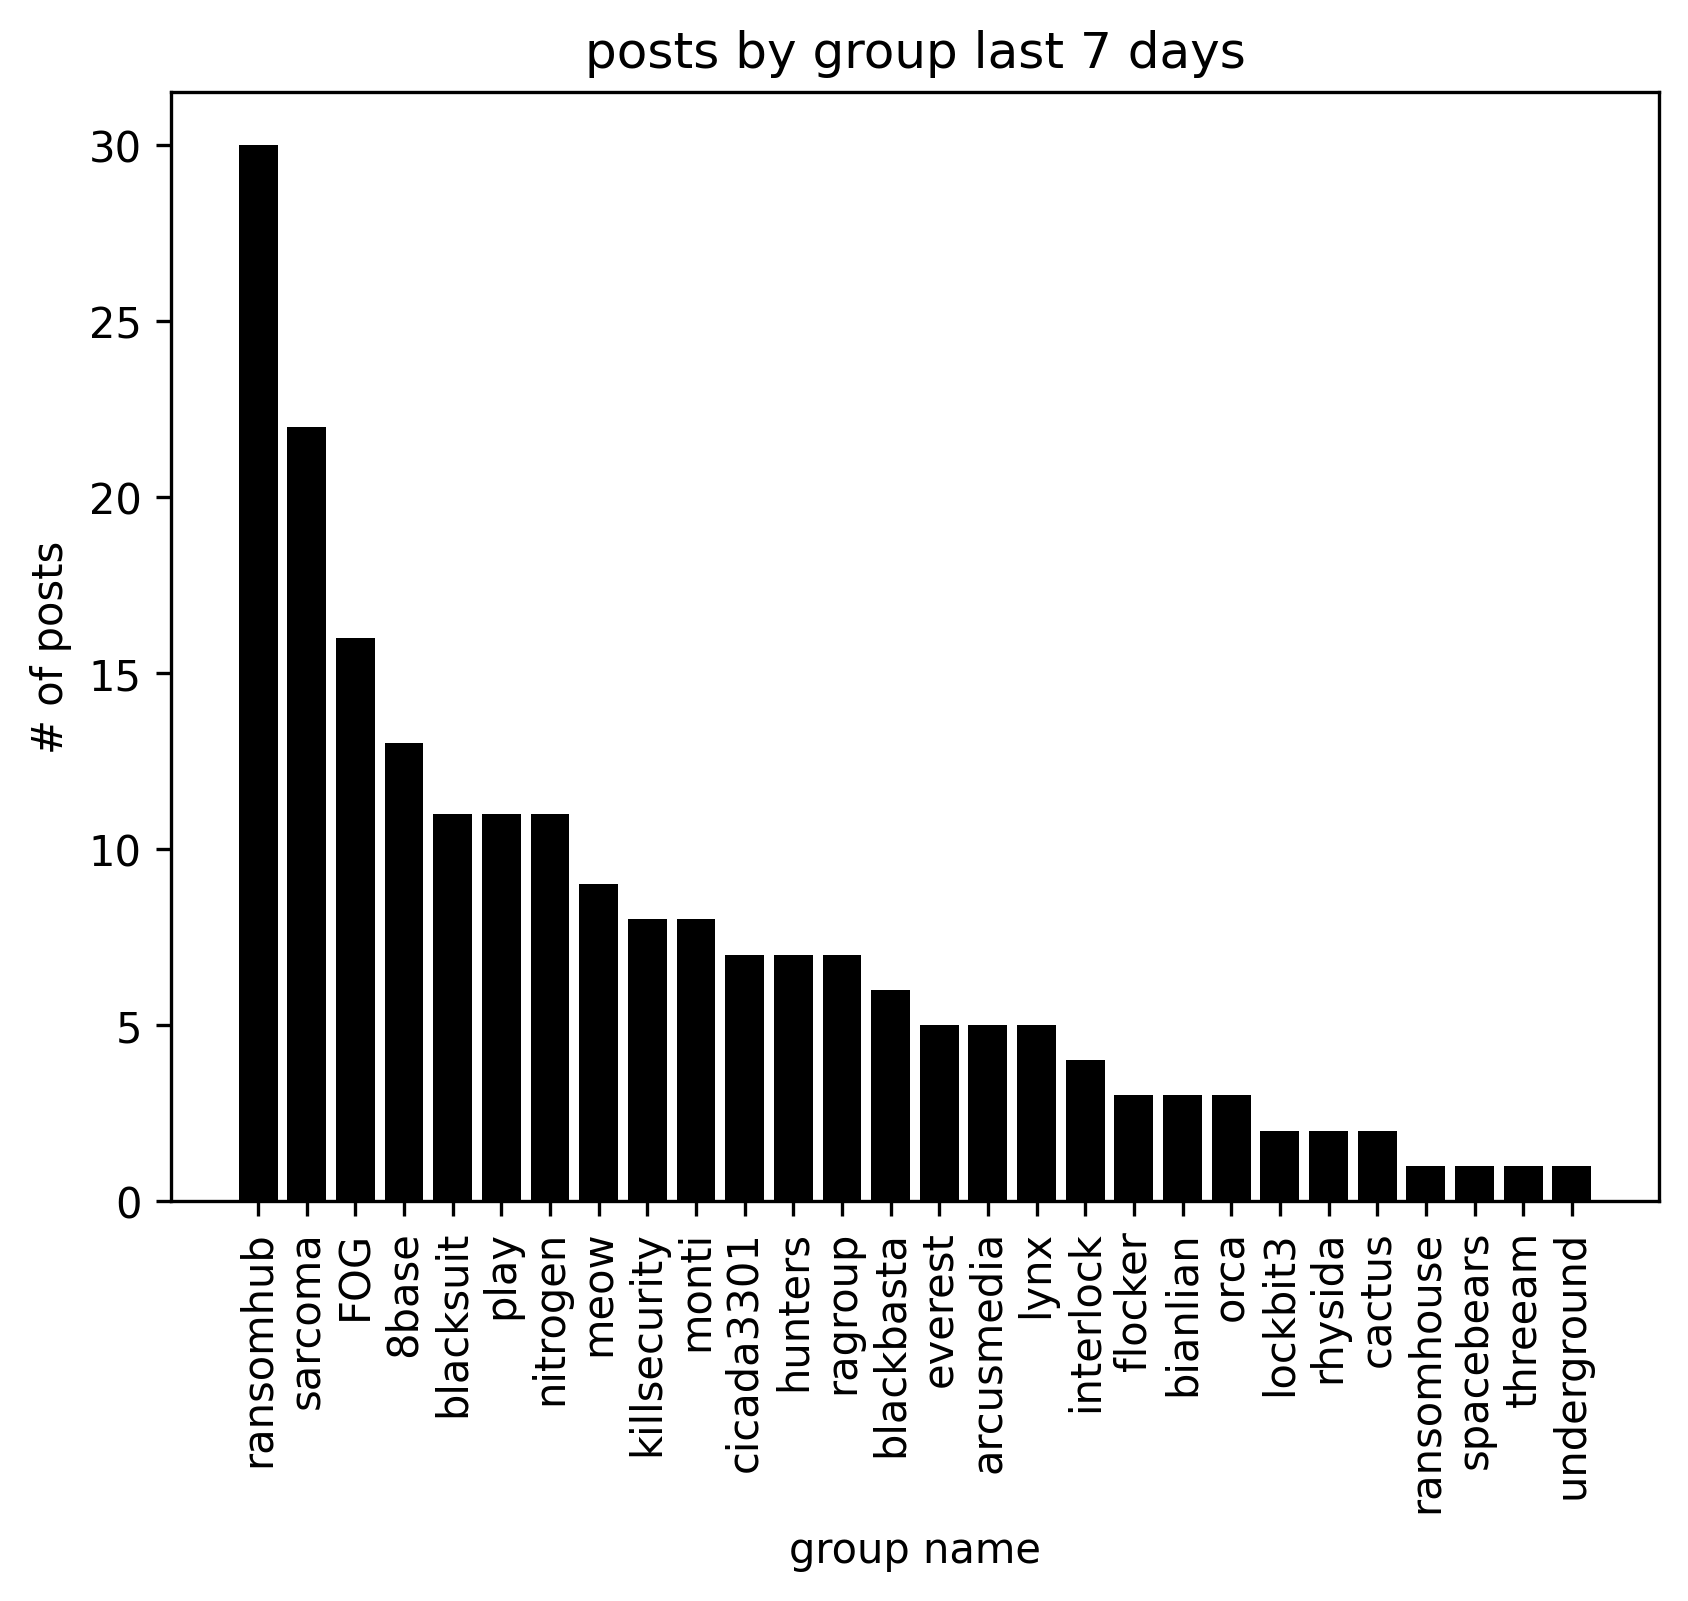 posts by group last 7 days
30
25
20
15
10
5
0
# of posts
ransomhub
sarcoma
FOG
8base
blacksuit
play
nitrogen
meow
killsecurity
monti
cicada3301
hunters
ragroup
blackbasta
everest
arcusmedia
lynx
interlock
flocker
bianlian
orca
lockbit3
rhysida
cactus
ransomhouse
spacebears
threeam
underground
group name